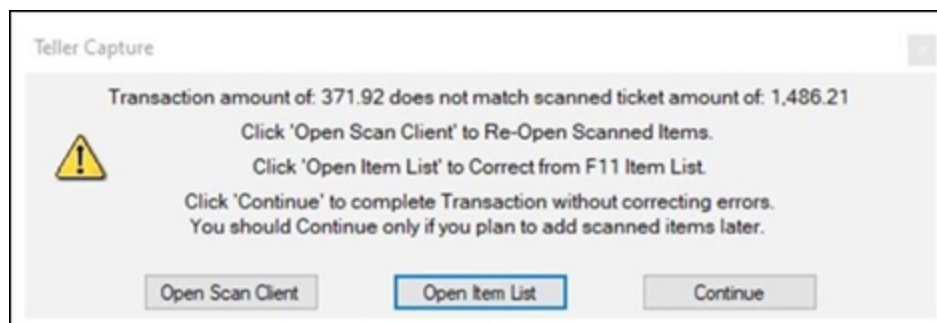 Teller Capture
Transaction amount of: 371.92 does not match scanned ticket amount of: 1,486.21
Click 'Open Scan Client' to Re-Open Scanned Items.
Click 'Open Item List' to Correct from F11 Item List.
Click 'Continue' to complete Transaction without correcting errors.
You should Continue only if you plan to add scanned items later.
Open Scan Client
Open Item List
Continue